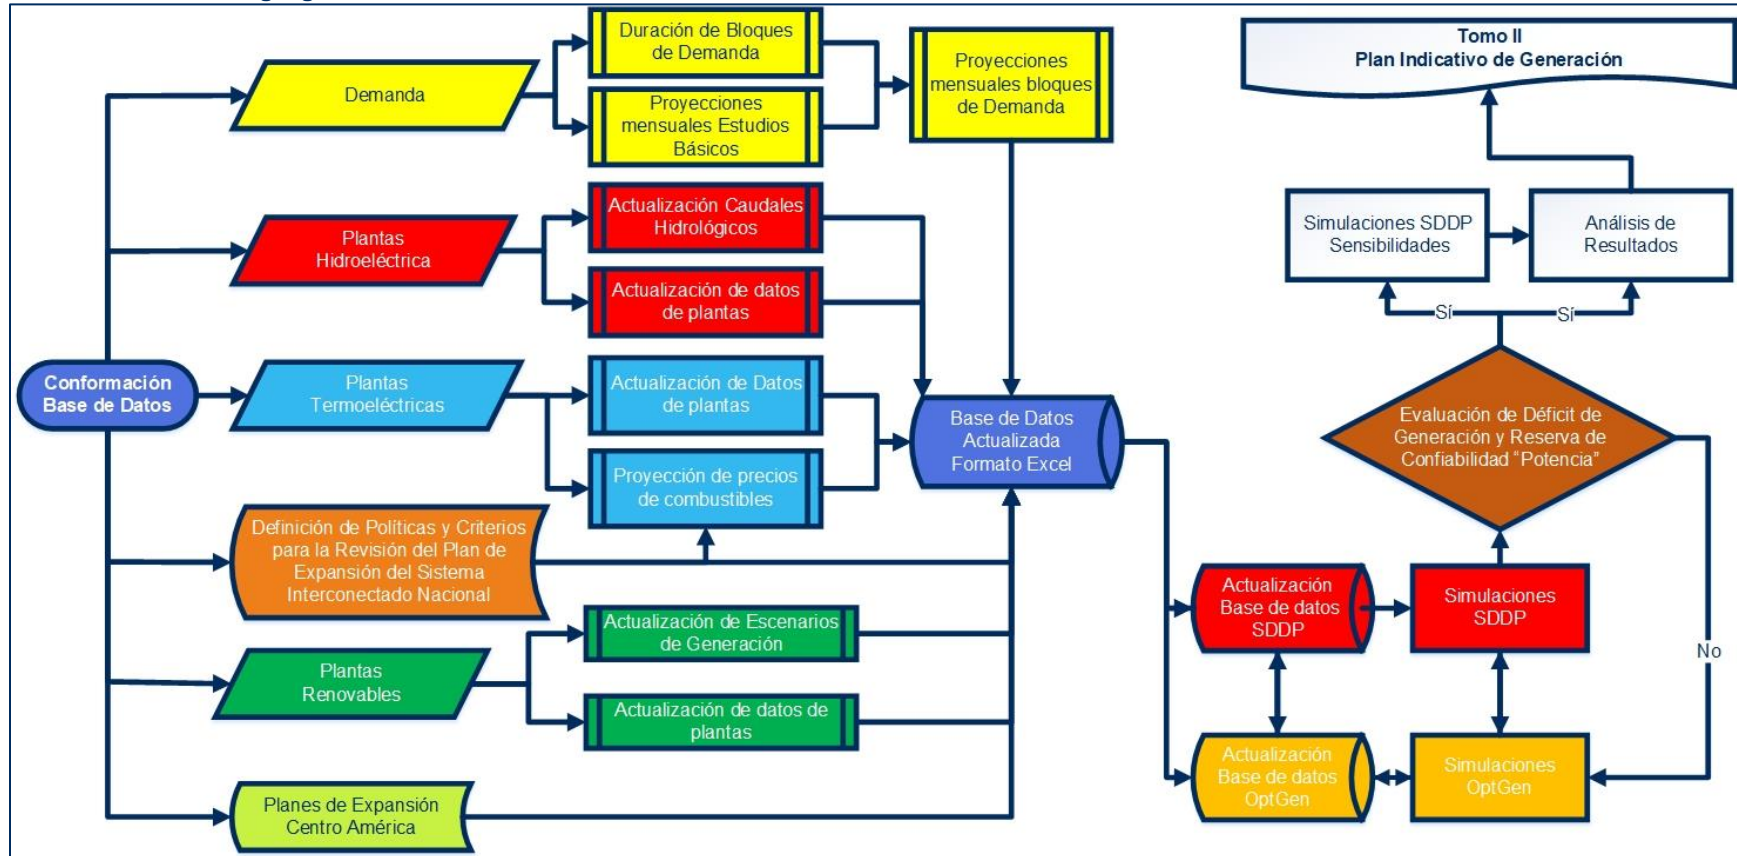 Duración de Bloques
de Demanda
Proyecciones
mensuales bloques
de Demanda
Tomo II
Plan Indicativo de Generación
Demanda
Proyecciones
mensuales Estudios
Básicos
Plantas
Hidroeléctrica
Actualización Caudales
Hidrológicos
Actualización de datos
de plantas
Simulaciones SDDP
Sensibilidades
Análisis de
Resultados
Sí
Sí
Conformación
Base de Datos
Plantas
Termoeléctricas
Actualización de Datos
de plantas
Proyección de precios
de combustibles
Base de Datos
Actualizada
Formato Excel
Evaluación de Déficit de
Generación y Reserva de
Confiabilidad “Potencia”
Definición de Políticas y Criterios
para la Revisión del Plan de
Expansión del Sistema
Interconectado Nacional
Actualización
Base de datos
SDDP
Simulaciones
SDDP
No
Plantas
Renovables
Actualización de Escenarios
de Generación
Actualización de datos de
plantas
Actualización
Base de datos
OptGen
Simulaciones
OptGen
Planes de Expansión
Centro América